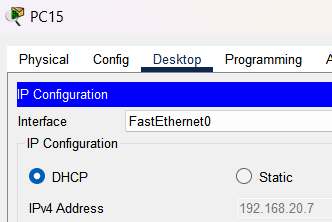 PC15
Physical Config Desktop Programming
IP Configuration
Interface FastEthernet0
IP Configuration
DHCP Static
IPv4 Address 192.168.20.7